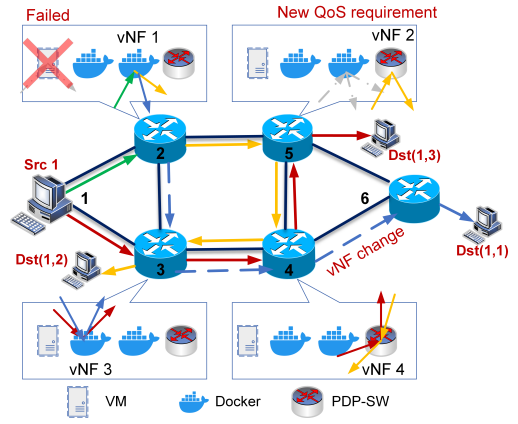 Failed
New QoS requirement
vNF 1
vNF 2
2
5
Dst(1,3)
Src 1
1
6
Dst(1,2)
3
4
vNF change
Dst(1,1)
vNF 3
vNF 4
VM
Docker
PDP-SW